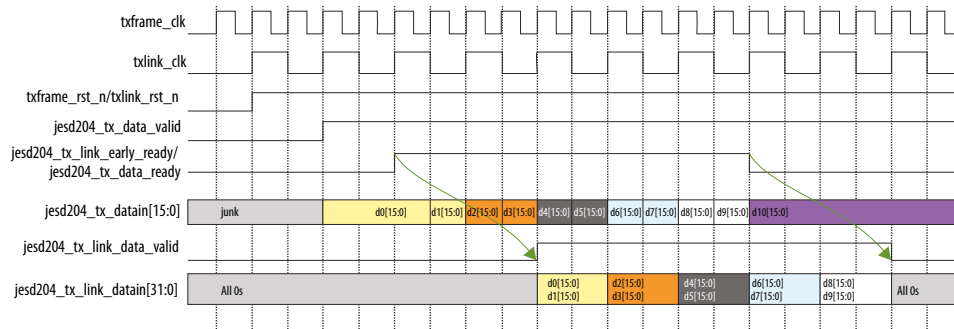 txframe_clk
txlink_clk
txframe_rst_n/txlink_rst_n
jesd204_tx_data_valid
jesd204_tx_link_early_ready/
jesd204_tx_data_ready
jesd204_tx_datain[15:0] junk d0[15:0] d1[15:0] d2[15:0] d3[15:0] d4[15:0] d5[15:0] d6[15:0] d7[15:0] d8[15:0] d9[15:0] d10[15:0]
jesd204_tx_link_data_valid
jesd204_tx_link_datain[31:0] All 0s d0[15:0] d2[15:0] d4[15:0] d6[15:0] d8[15:0] All 0s
d1[15:0] d3[15:0] d5[15:0] d7[15:0] d9[15:0]